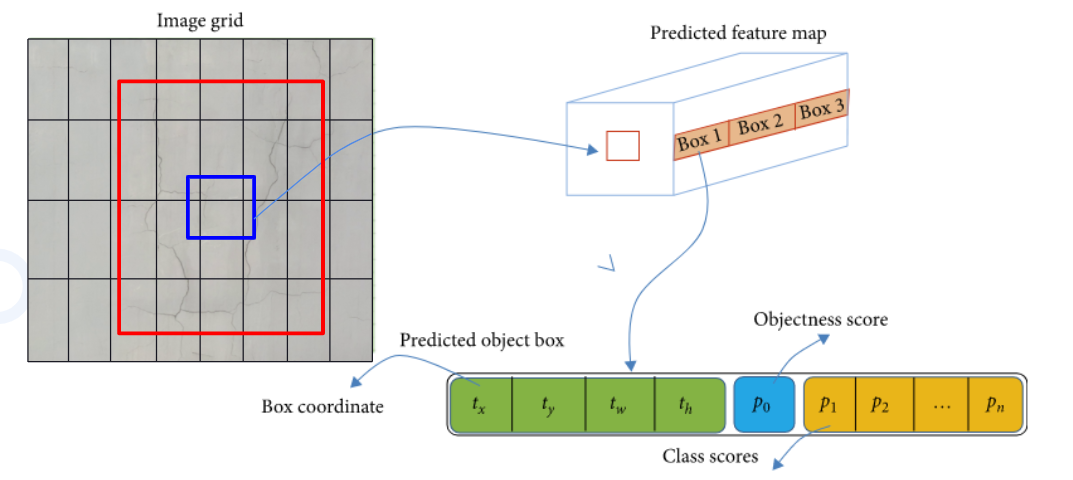 Image grid
Predicted feature map
Box 1 Box 2 Box 3
Objectness score
Predicted object box
Box coordinate
tx ty tw th p0 p1 p2 ... pn
Class scores